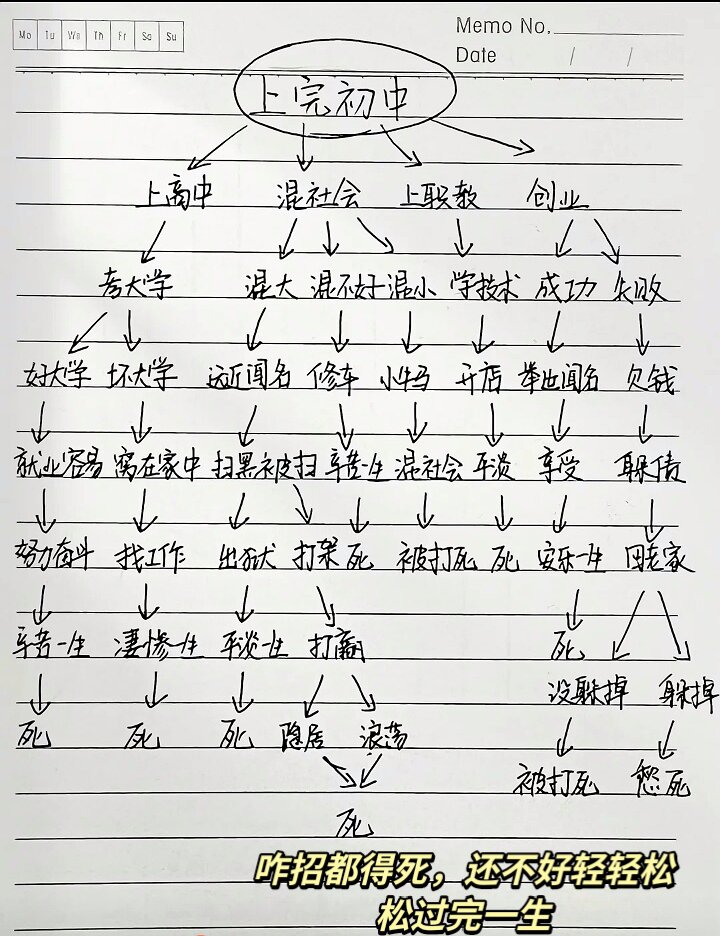 Mo Tu We Th Fr Sa Su
Memo No.
Date / /
上完初中
上高中 混社会 上职教 创业
考大学 混大 混不好 混小 学技术 成功 失败
好大学 坏大学 远近闻名 修车 小牛马 开店 举世闻名 欠钱
就业容易 窝在家中 扫黑被扫 辛苦一生 混社会 平淡 享受 躲债
努力奋斗 找工作 出狱 打架 死 被打死 死 安乐一生 回老家
辛苦一生 凄惨一生 平淡一生 打赢 死
没躲掉 躲掉
死 死 死 隐居 浪荡
被打死 愁死
死
咋招都得死，还不好轻轻松
松过完一生